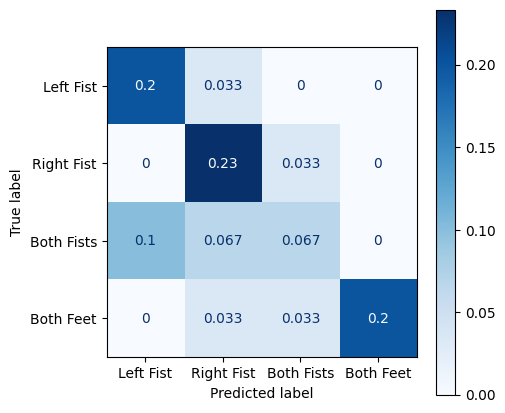 Left Fist 0.2 0.033 0 0
Right Fist 0 0.23 0.033 0
Both Fists 0.1 0.067 0.067 0
Both Feet 0 0.033 0.033 0.2
Left Fist Right Fist Both Fists Both Feet
Predicted label
True label
0.20
0.15
0.10
0.05
0.00